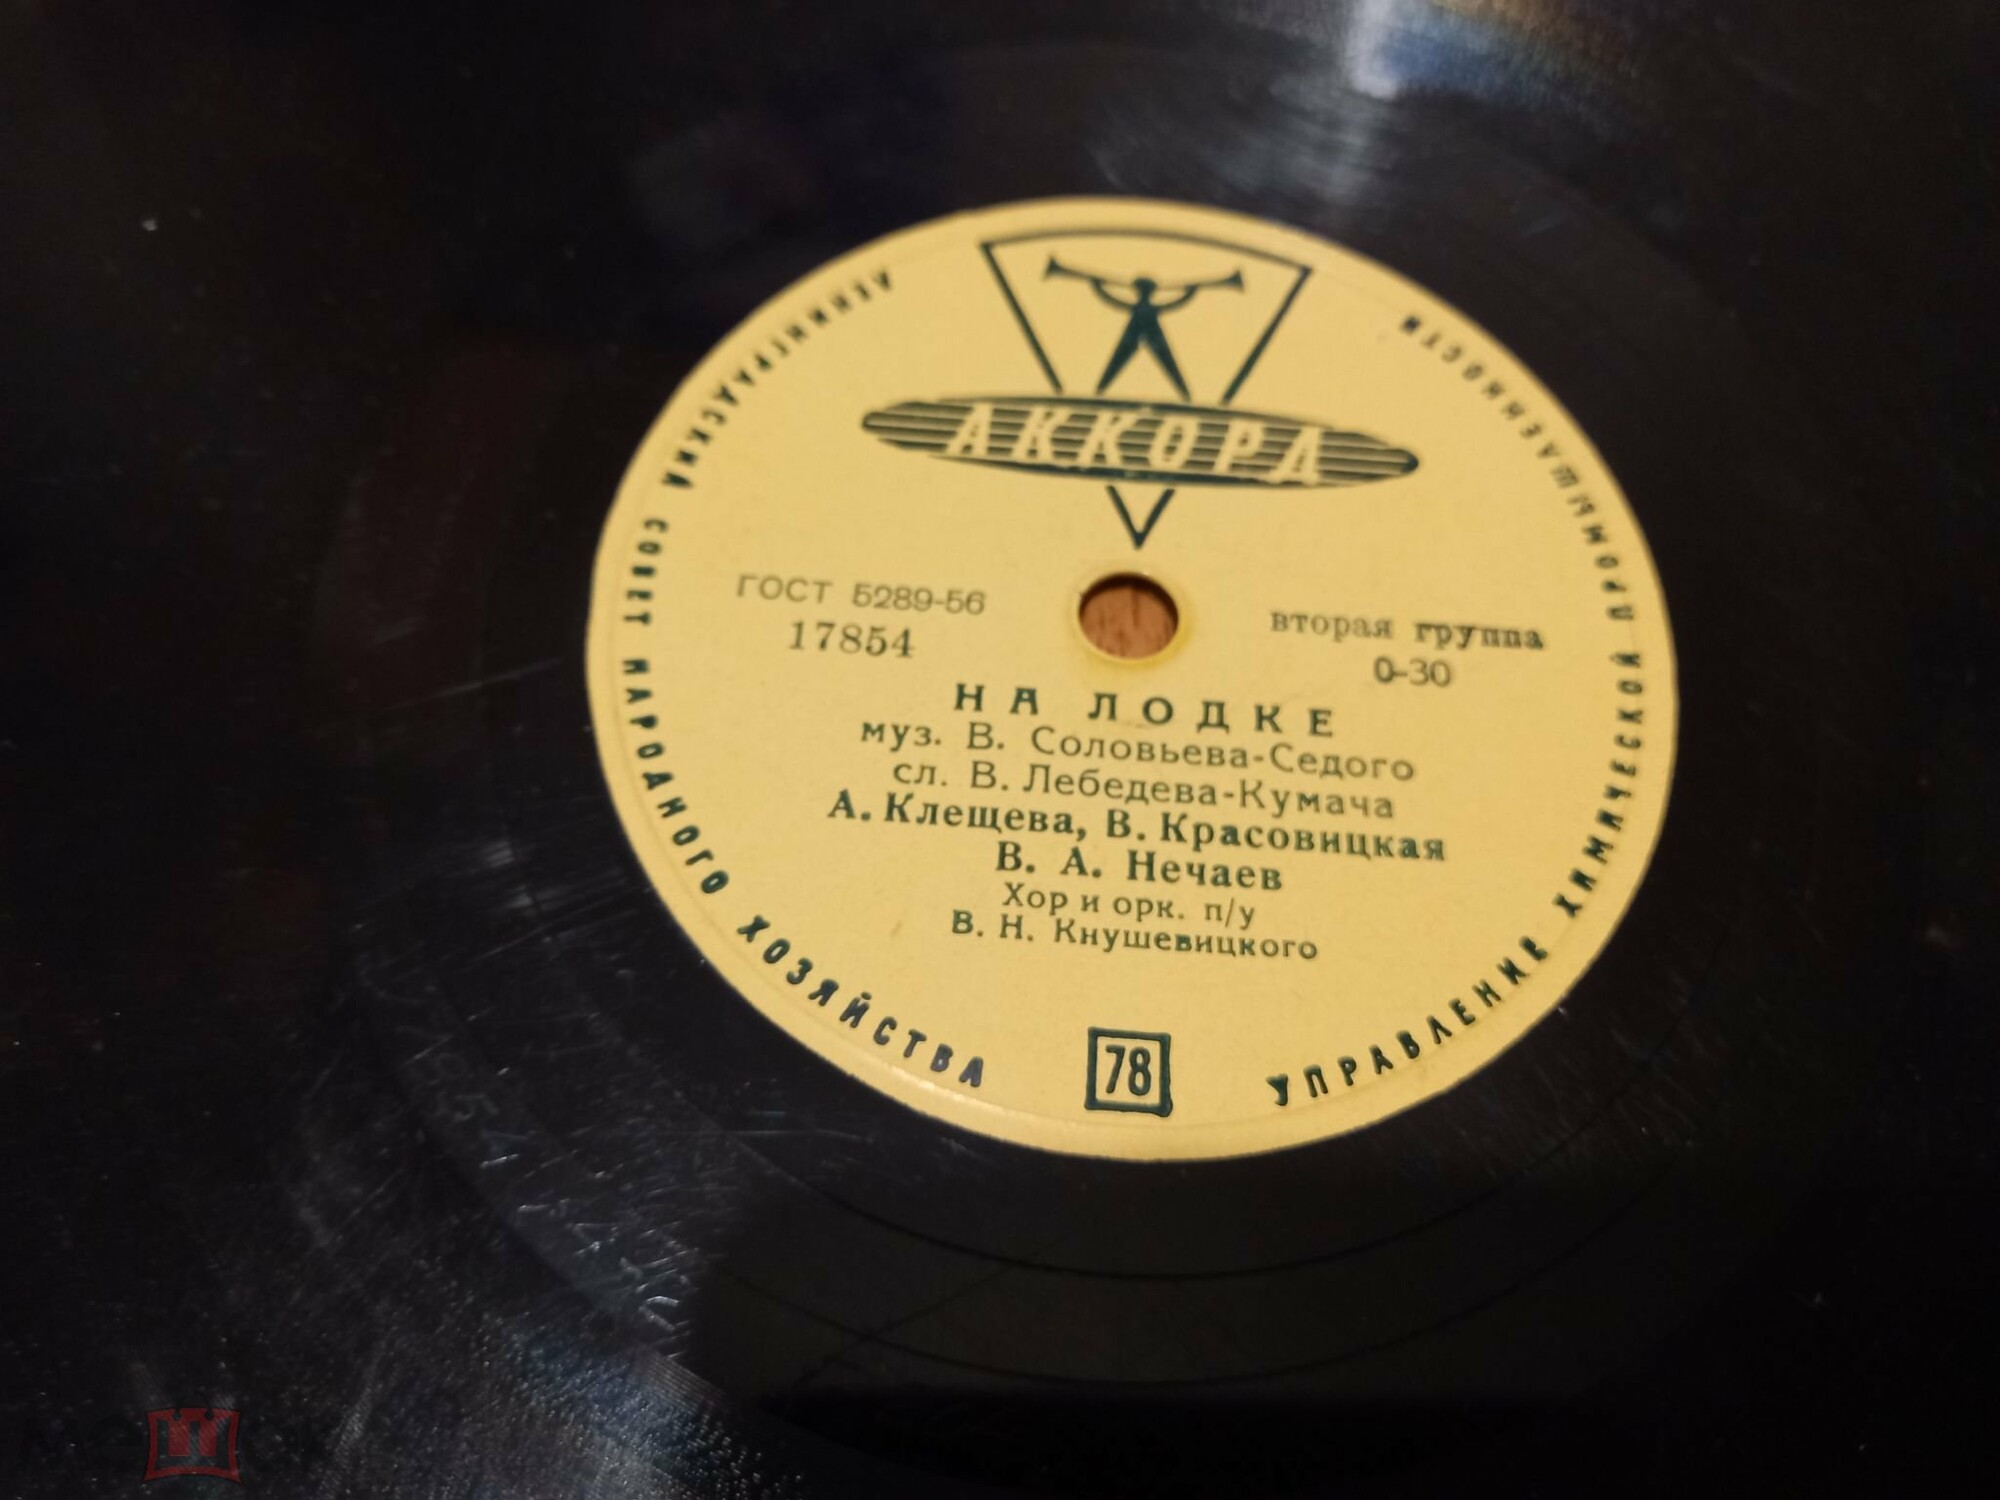 АККОРД
ЛЕНИНГРАДСКИЙ СОВЕТ НАРОДНОГО ХОЗЯЙСТВА
УПРАВЛЕНИЕ ХИМИЧЕСКОЙ ПРОМЫШЛЕННОСТИ
ГОСТ 5289-56
17854
вторая группа
0-30
НА ЛОДКЕ
муз. В. Соловьева-Седого
сл. В. Лебедева-Кумача
А. Клещева, В. Красовицкая
В. А. Нечаев
Хор и орк. п/у
В. Н. Кнушевицкого
78